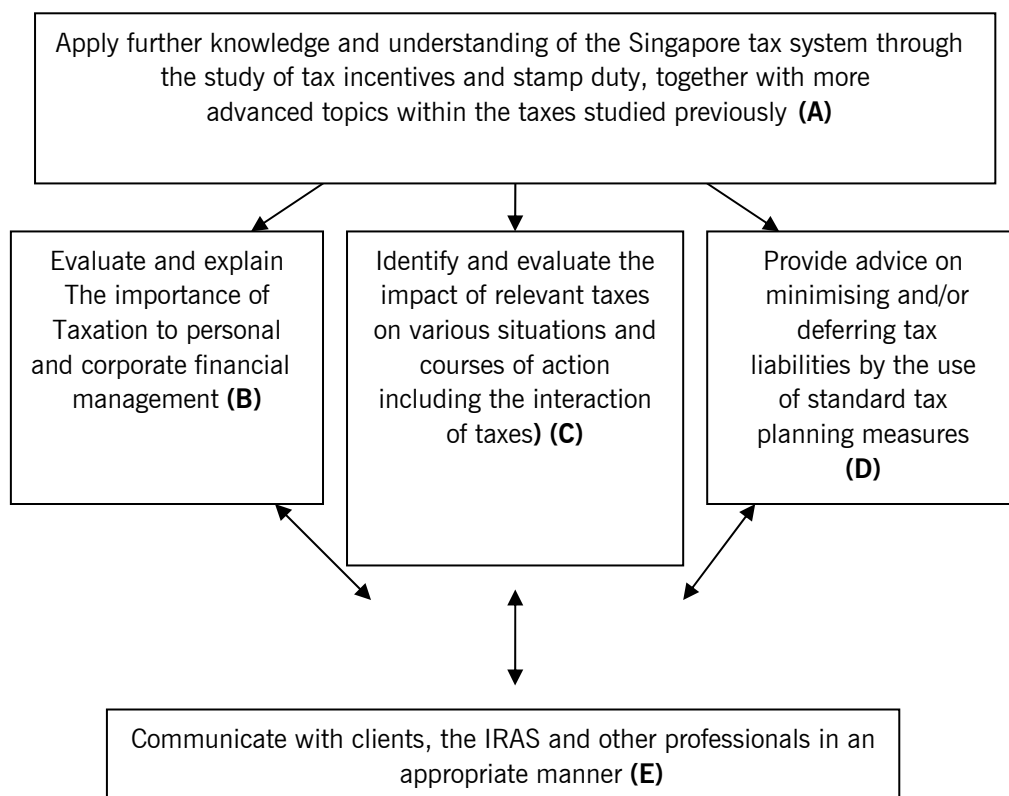 Apply further knowledge and understanding of the Singapore tax system through
the study of tax incentives and stamp duty, together with more
advanced topics within the taxes studied previously (A)
Evaluate and explain
The importance of
Taxation to personal
and corporate financial
management (B)
Identify and evaluate the
impact of relevant taxes
on various situations and
courses of action
including the interaction
of taxes) (C)
Provide advice on
minimising and/or
deferring tax
liabilities by the use
of standard tax
planning measures
(D)
Communicate with clients, the IRAS and other professionals in an
appropriate manner (E)